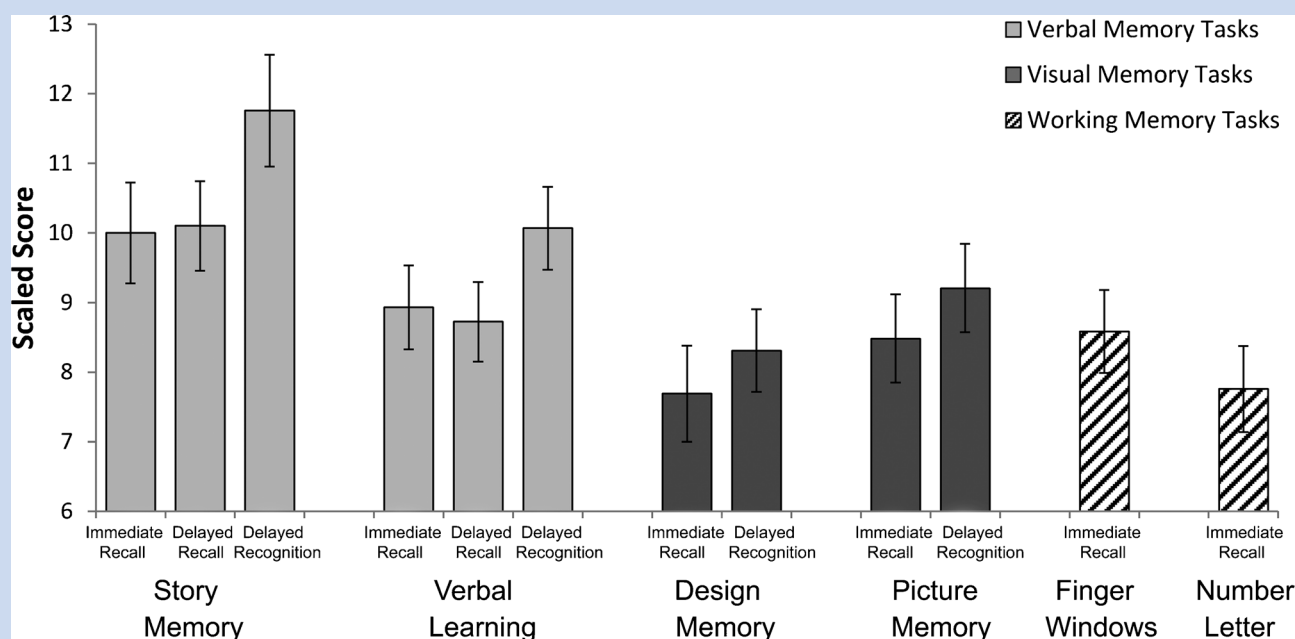 13
12
11
10
9
8
7
6
Scaled Score
Verbal Memory Tasks
Visual Memory Tasks
Working Memory Tasks
Immediate Delayed Delayed
Recall Recall Recognition
Immediate Delayed Delayed
Recall Recall Recognition
Immediate Delayed
Recall Recognition
Immediate Delayed
Recall Recognition
Immediate
Recall
Immediate
Recall
Story
Memory
Verbal
Learning
Design
Memory
Picture
Memory
Finger
Windows
Number
Letter